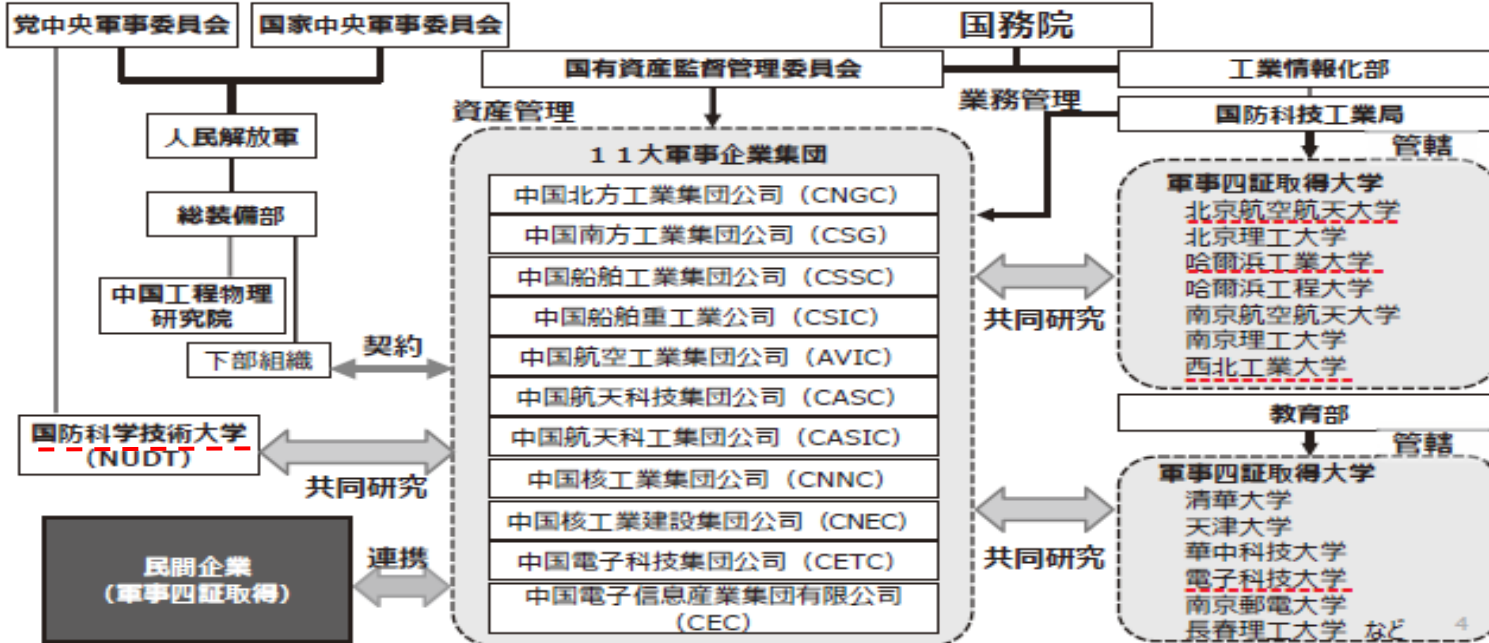 党中央軍事委員会
国家中央軍事委員会
国務院
国有資産監督管理委員会
工業情報化部
業務管理
国防科技工業局
資産管理
管轄
人民解放軍
総装備部
中国工程物理
研究院
下部組織
契約
国防科学技術大学
(NUDT)
共同研究
民間企業
(軍事四証取得)
連携
11大軍事企業集団
中国北方工業集団公司(CNGC)
中国南方工業集団公司(CSG)
中国船舶工業集団公司(CSSC)
中国船舶重工業公司(CSIC)
中国航空工業集団公司(AVIC)
中国航天科技集団公司(CASC)
中国航天科工集団公司(CASIC)
中国核工業集団公司(CNNC)
中国核工業建設集団公司(CNEC)
中国電子科技集団公司(CETC)
中国電子信息産業集団有限公司
(CEC)
共同研究
軍事四証取得大学
北京航空航天大学
北京理工大学
哈爾浜工業大学
哈爾浜工程大学
南京航空航天大学
南京理工大学
西北工業大学
教育部
管轄
共同研究
軍事四証取得大学
清華大学
天津大学
華中科技大学
電子科技大学
南京郵電大学
長春理工大学 など
4